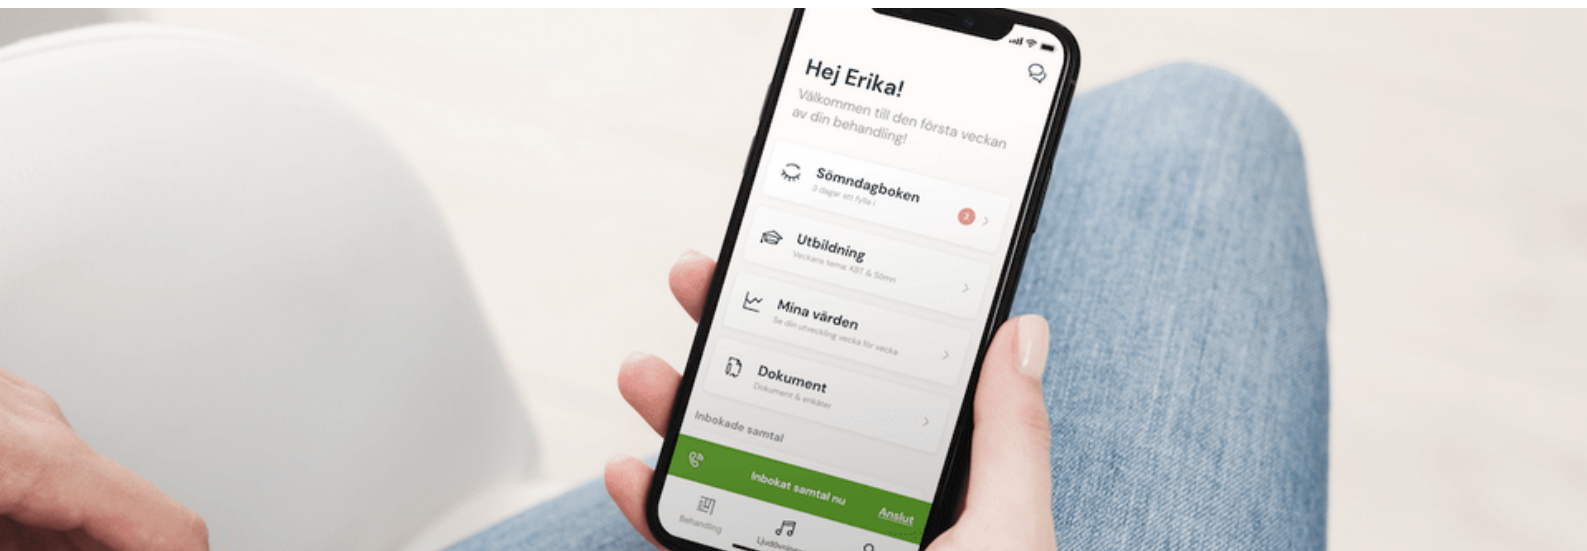 Hej Erika!
Välkommen till den första veckan
av din behandling!
Sömndagboken
3 dagar att fylla i
3
Utbildning
Veckans tema: KBT & Sömn
Mina värden
Se din utveckling vecka för vecka
Dokument
Dokument & enkäter
Inbokade samtal
Inbokat samtal nu
Anslut
Behandling